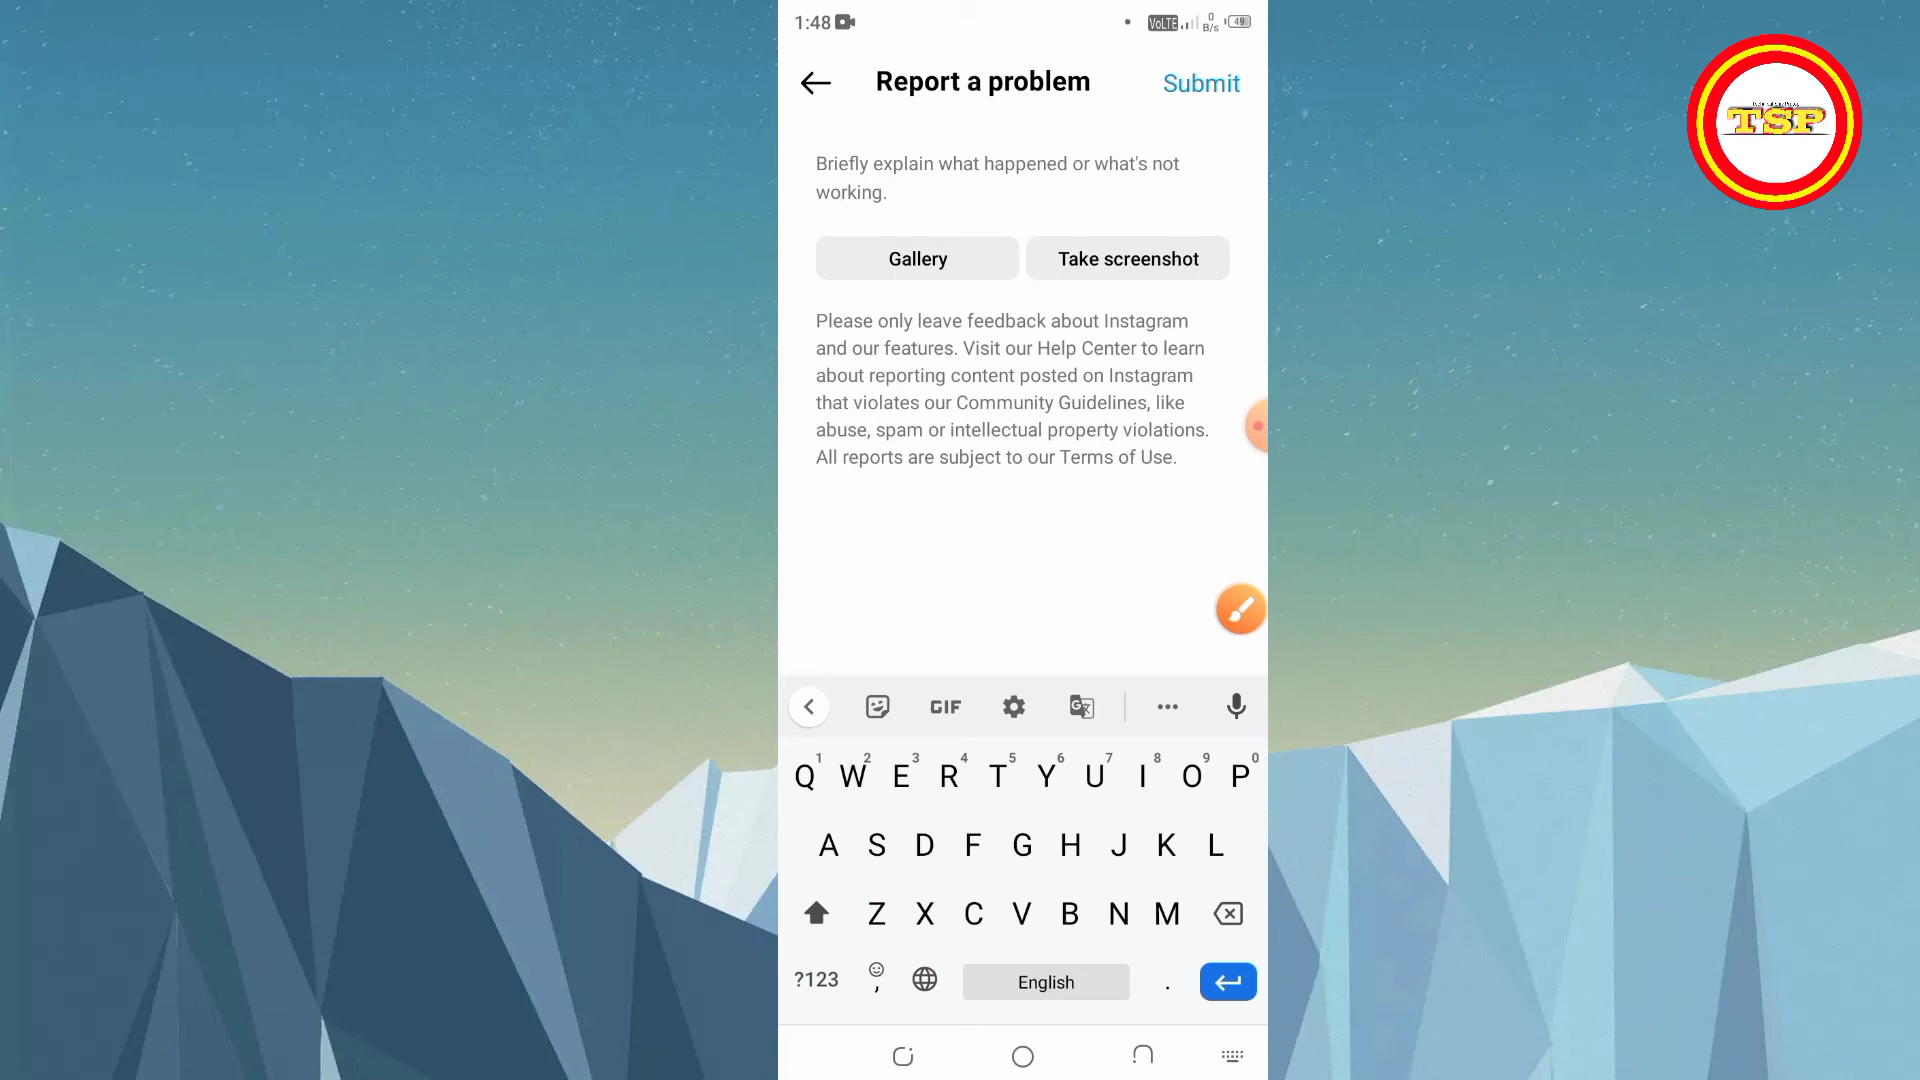 1:48
VoLTE
0
B/s
49
Report a problem
Submit
TSP
Briefly explain what happened or what's not
working.
Gallery
Take screenshot
Please only leave feedback about Instagram
and our features. Visit our Help Center to learn
about reporting content posted on Instagram
that violates our Community Guidelines, like
abuse, spam or intellectual property violations.
All reports are subject to our Terms of Use.
GIF
1 2 3 4 5 6 7 8 9 0
Q W E R T Y U I O P
A S D F G H J K L
Z X C V B N M
?123 , English .